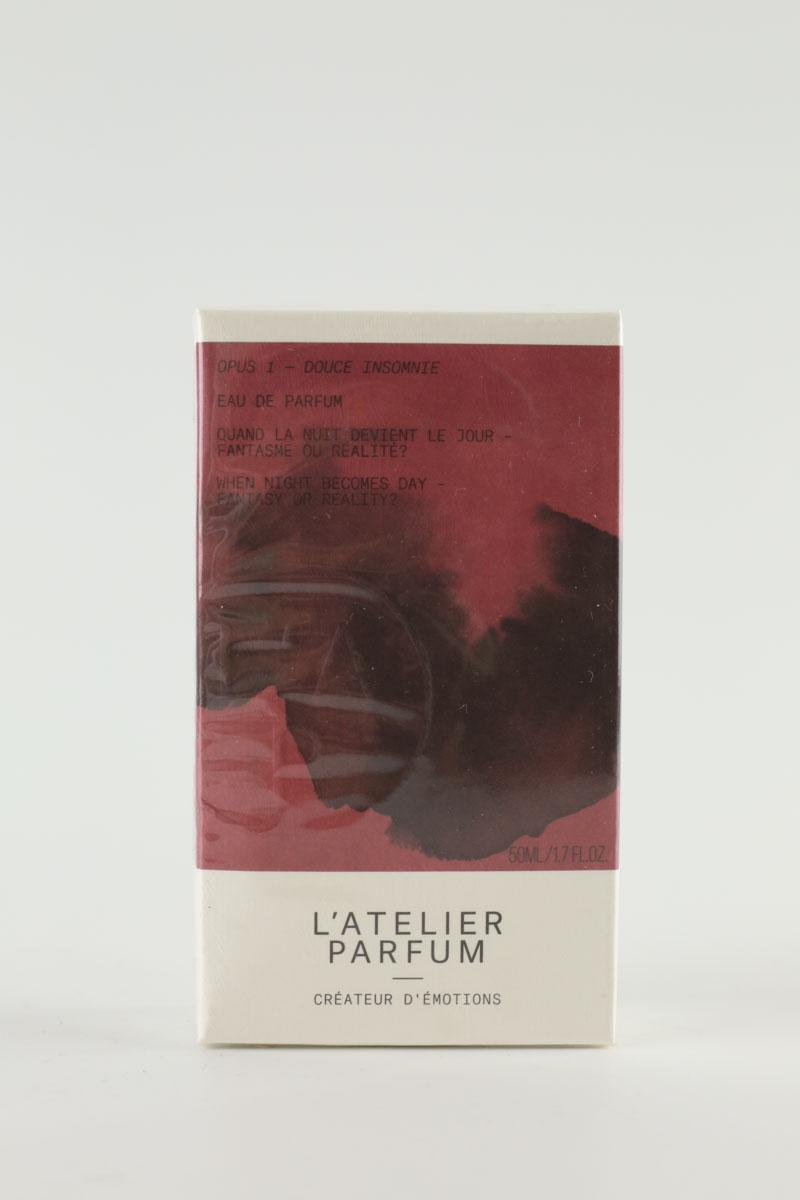 OPUS 1 – DOUCE INSOMNIE
EAU DE PARFUM
QUAND LA NUIT DEVIENT LE JOUR -
FANTASME OU RÉALITÉ?
WHEN NIGHT BECOMES DAY -
FANTASY OR REALITY?
50ML/1.7 FL.OZ.
L'ATELIER
PARFUM
CRÉATEUR D'ÉMOTIONS